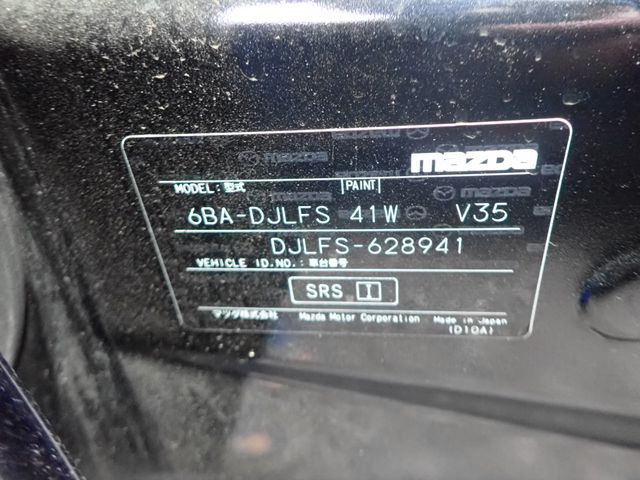 mazda
MODEL:型式 PAINT
6BA-DJLFS 41W V35
DJLFS-628941
VEHICLE ID.NO.:車台番号
SRS I
マツダ株式会社 Mazda Motor Corporation Made in Japan
(D10A)